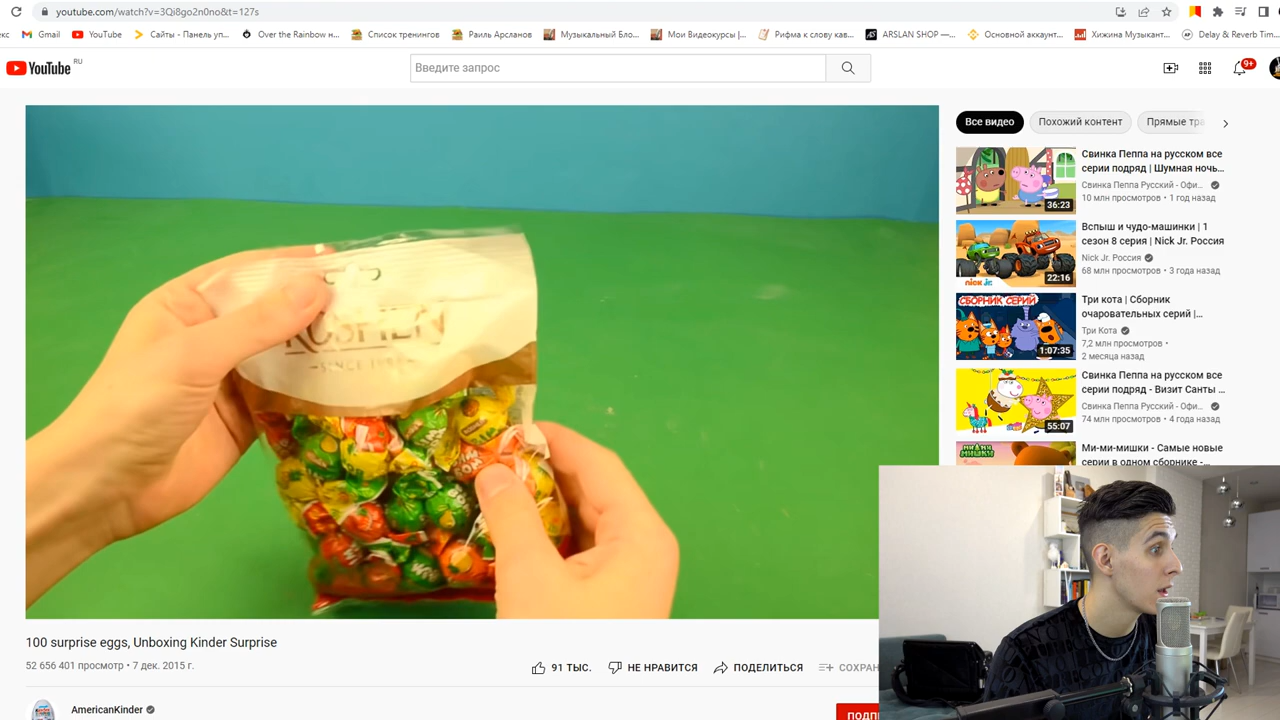 youtube.com/watch?v=3Qi8go2n0no&t=127s
Gmail
YouTube
Сайты - Панель уп...
Over the Rainbow н...
Список тренингов
Раиль Арсланов
Музыкальный Бло...
Мои Видеокурсы |...
Рифма к слову кав...
ARSLAN SHOP —...
Основной аккаунт...
Хижина Музыкант...
Delay & Reverb Tim...
YouTube RU
Введите запрос
9+
Все видео
Похожий контент
Прямые тра
ROSHEN
SINCE
Свинка Пеппа на русском все
серии подряд | Шумная ночь...
Свинка Пеппа Русский - Офи...
10 млн просмотров • 1 год назад
36:23
Вспыш и чудо-машинки | 1
сезон 8 серия | Nick Jr. Россия
Nick Jr. Россия
68 млн просмотров • 3 года назад
nick jr.
22:16
СБОРНИК СЕРИЙ
Три кота | Сборник
очаровательных серий |...
Три Кота
7,2 млн просмотров •
2 месяца назад
1:07:35
Свинка Пеппа на русском все
серии подряд - Визит Санты ...
Свинка Пеппа Русский - Офи...
74 млн просмотров • 4 года назад
55:07
МИ-МИ-МИШКИ
Ми-ми-мишки - Самые новые
серии в одном сборнике -...
100 surprise eggs, Unboxing Kinder Surprise
52 656 401 просмотр • 7 дек. 2015 г.
91 ТЫС.
НЕ НРАВИТСЯ
ПОДЕЛИТЬСЯ
СОХРАН
AmericanKinder
ПОДП